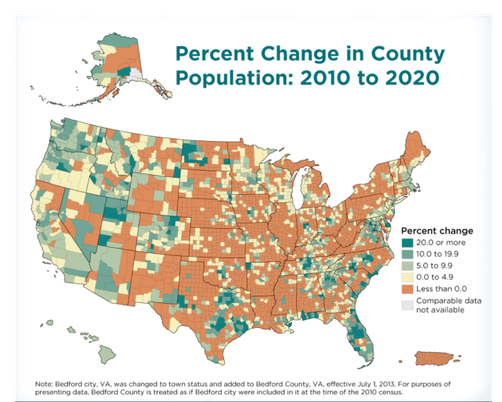 Percent Change in County
Population: 2010 to 2020
Percent change
20.0 or more
10.0 to 19.9
5.0 to 9.9
0.0 to 4.9
Less than 0.0
Comparable data
not available
Note: Bedford city, VA, was changed to town status and added to Bedford County, VA, effective July 1, 2013. For purposes of
presenting data, Bedford County is treated as if Bedford city were included in it at the time of the 2010 census.